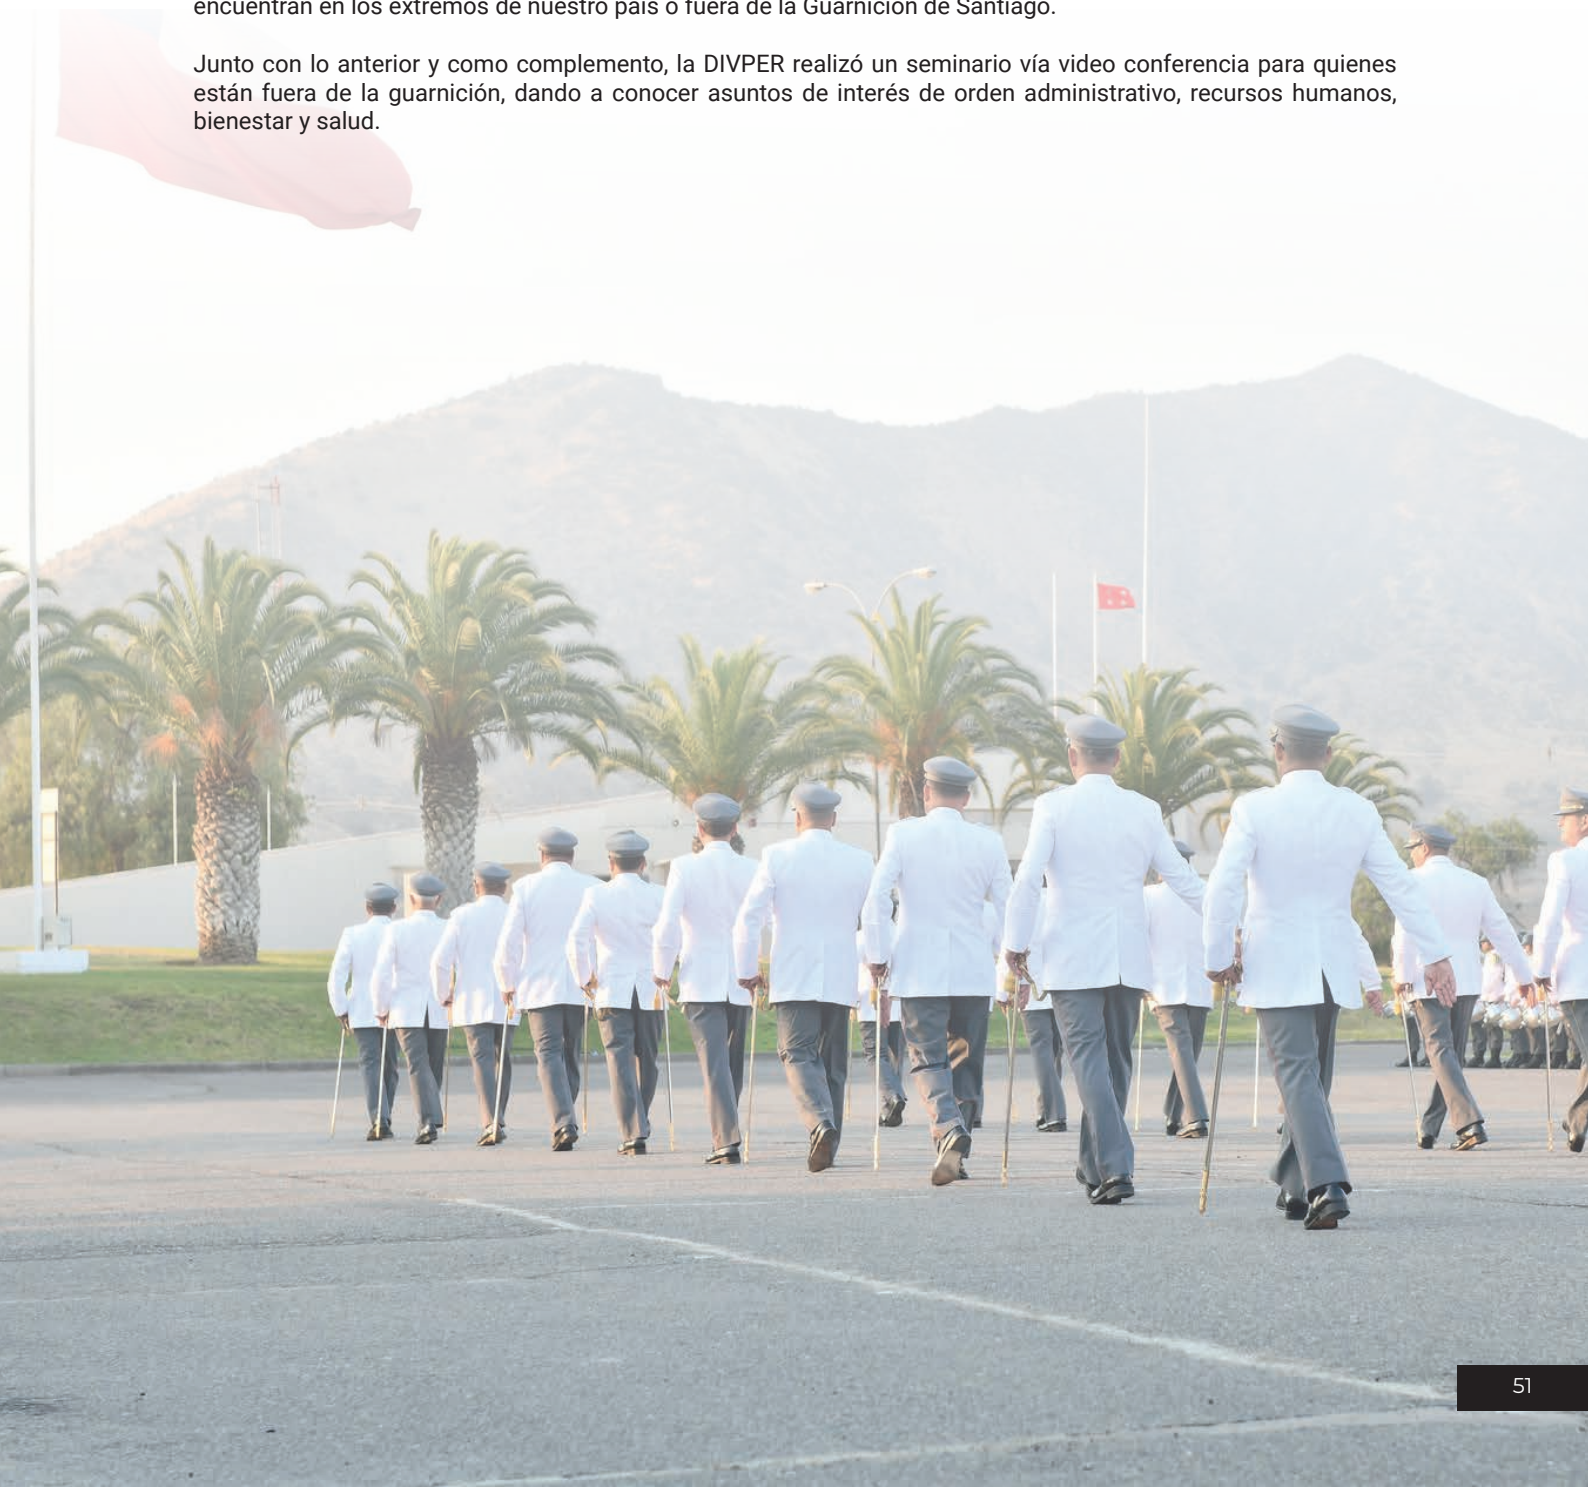 encuentran en los extremos de nuestro país o fuera de la Guarnición de Santiago.
Junto con lo anterior y como complemento, la DIVPER realizó un seminario vía video conferencia para quienes
están fuera de la guarnición, dando a conocer asuntos de interés de orden administrativo, recursos humanos,
bienestar y salud.
51